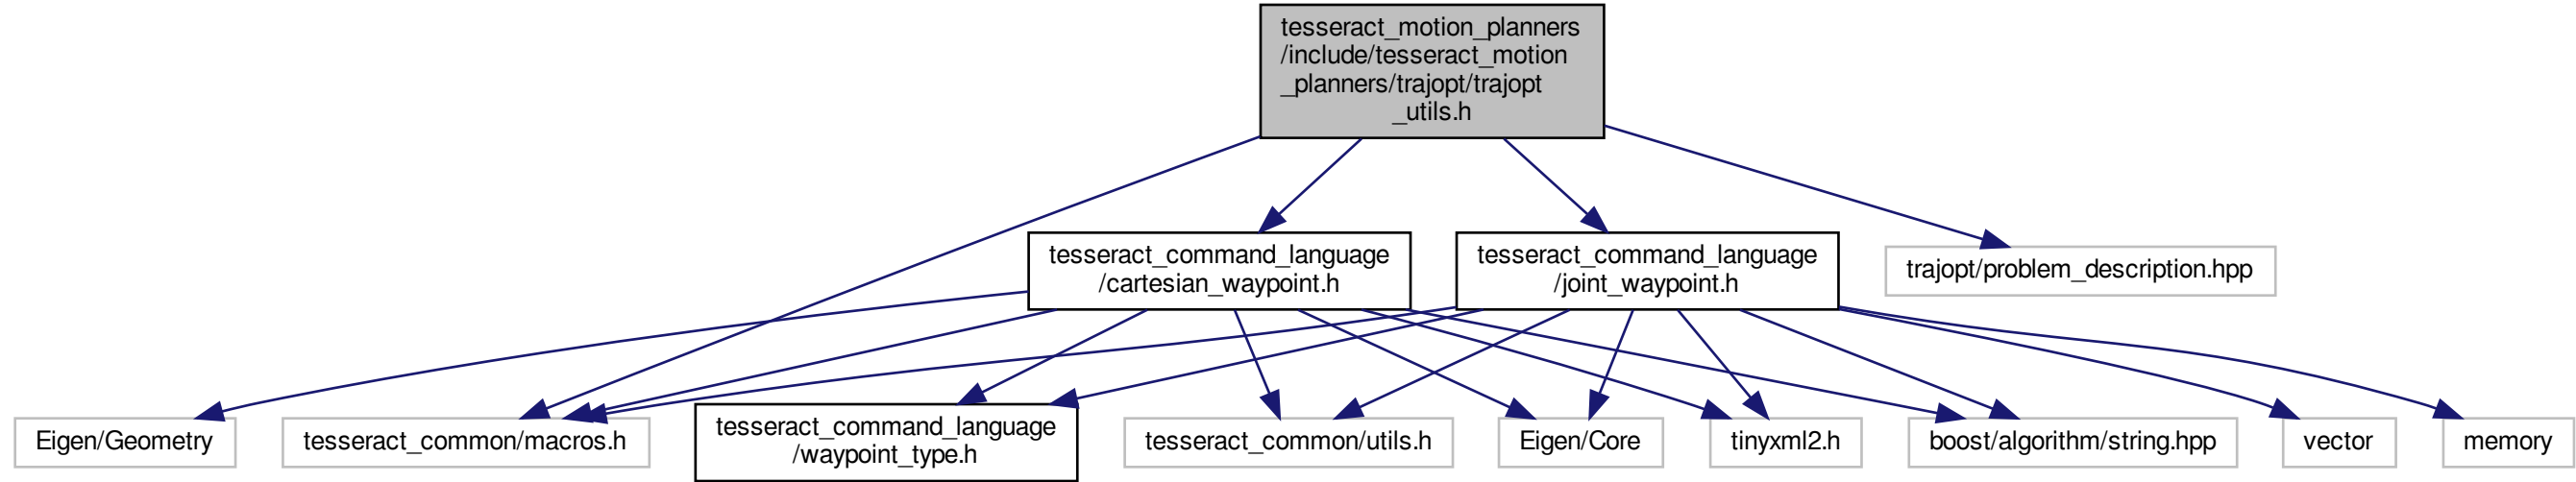 tesseract_motion_planners
/include/tesseract_motion
_planners/trajopt/trajopt
_utils.h
tesseract_command_language
/cartesian_waypoint.h
tesseract_command_language
/joint_waypoint.h
trajopt/problem_description.hpp
Eigen/Geometry
tesseract_common/macros.h
tesseract_command_language
/waypoint_type.h
tesseract_common/utils.h
Eigen/Core
tinyxml2.h
boost/algorithm/string.hpp
vector
memory